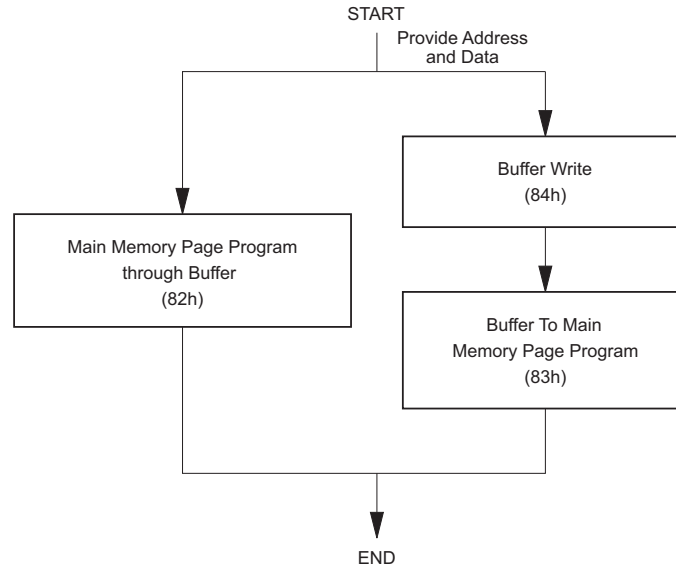 START
Provide Address
and Data
Buffer Write
(84h)
Main Memory Page Program
through Buffer
(82h)
Buffer To Main
Memory Page Program
(83h)
END